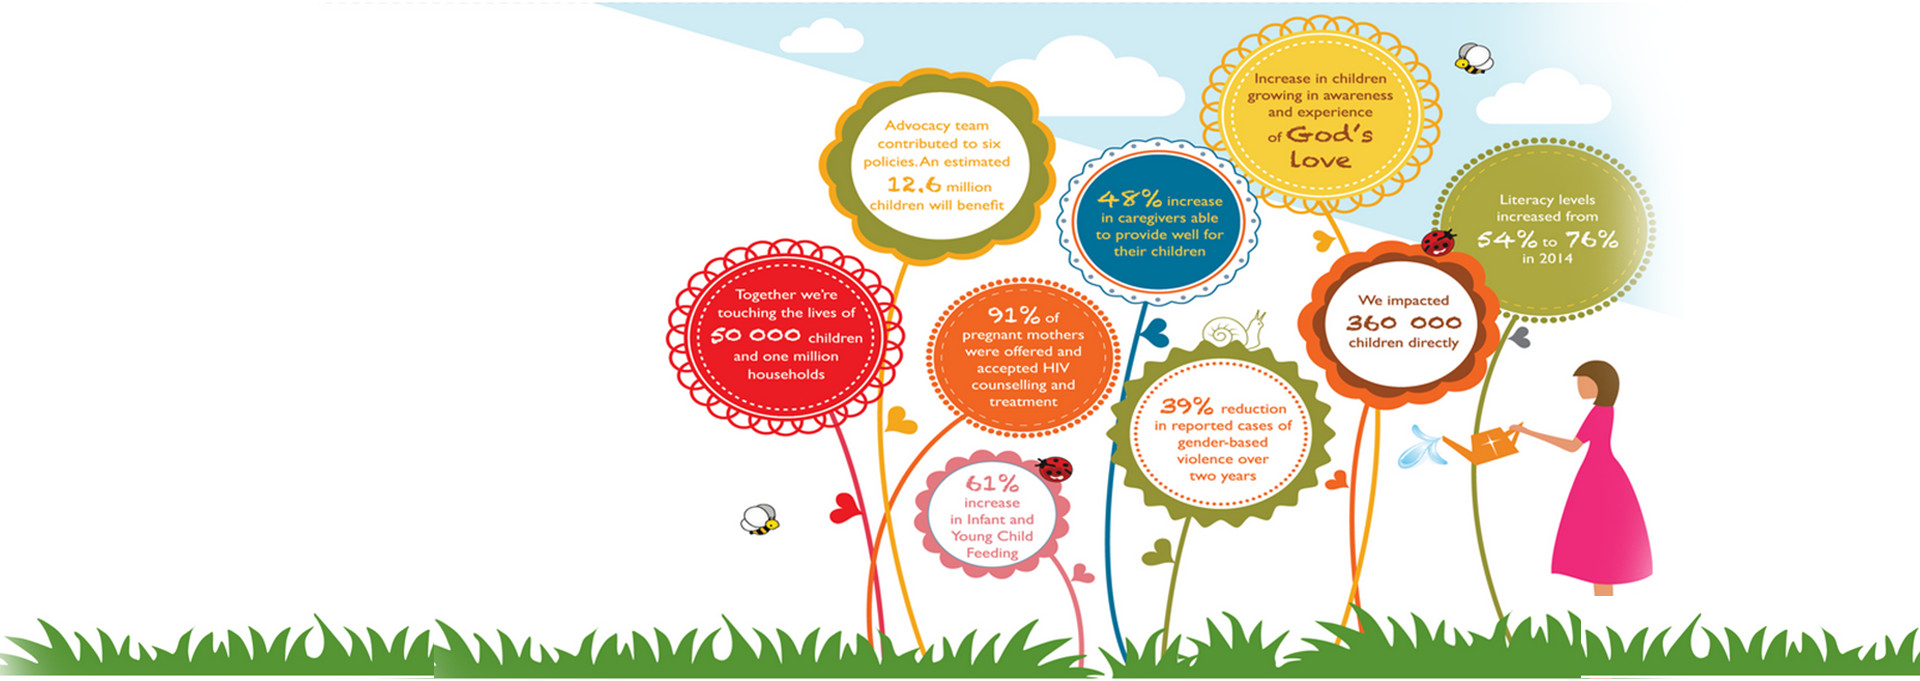 Advocacy team
contributed to six
policies. An estimated
12.6 million
children will benefit
Increase in children
growing in awareness
and experience
of God's
love
48% increase
in caregivers able
to provide well for
their children
Literacy levels
increased from
54% to 76%
in 2014
Together we're
touching the lives of
50 000 children
and one million
households
91% of
pregnant mothers
were offered and
accepted HIV
counselling and
treatment
We impacted
360 000
children directly
39% reduction
in reported cases of
gender-based
violence over
two years
61%
increase
in Infant and
Young Child
Feeding